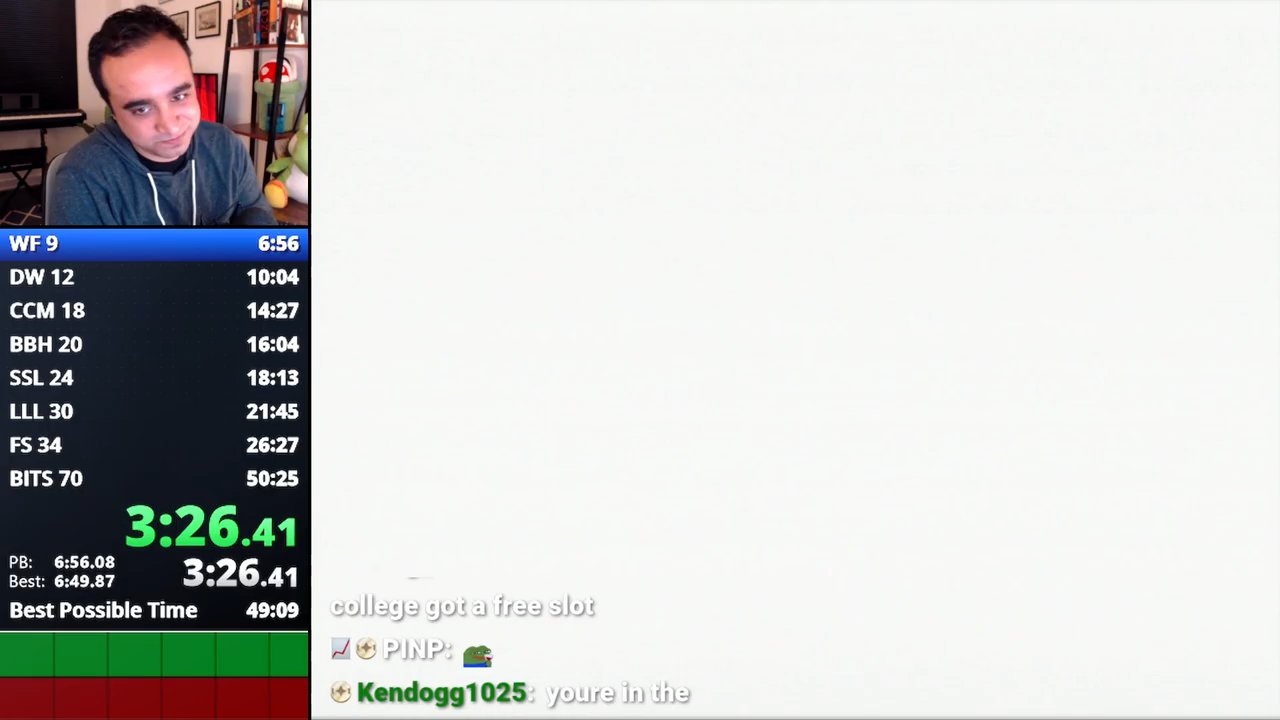 WF 9 6:56
DW 12 10:04
CCM 18 14:27
BBH 20 16:04
SSL 24 18:13
LLL 30 21:45
FS 34 26:27
BITS 70 50:25
3:26.41
PB: 6:56.08
Best: 6:49.87
3:26.41
Best Possible Time 49:09
college got a free slot
PINP:
Kendogg1025: youre in the